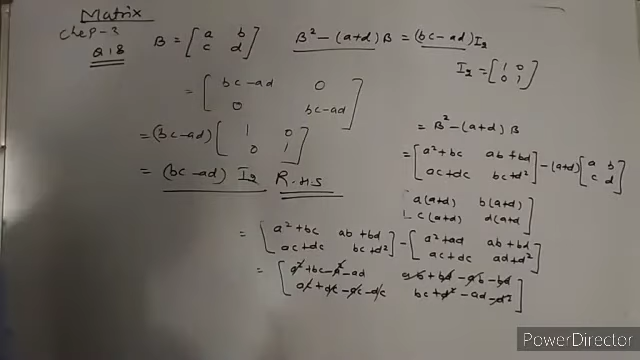 Matrix
Chep-3
Q18
B = [a b
c d]
B² - (a+d) B = (bc-ad) I₂
I₂ = [1 0
0 1]
= B² - (a+d) B
= [a²+bc ab+bd
ac+dc bc+d²] - (a+d) [a b
c d]
[a(a+d) b(a+d)
c(a+d) d(a+d]
= [a²+bc ab+bd
ac+dc bc+d²] - [a²+ad ab+bd
ac+dc ad+d²]
= [a²+bc-a²-ad ab+bd-ab-bd
ac+dc-ac-dc bc+d²-ad-d²]
= [bc-ad 0
0 bc-ad]
= (bc-ad) [1 0
0 1]
= (bc-ad) I₂ R.H.S
PowerDirector